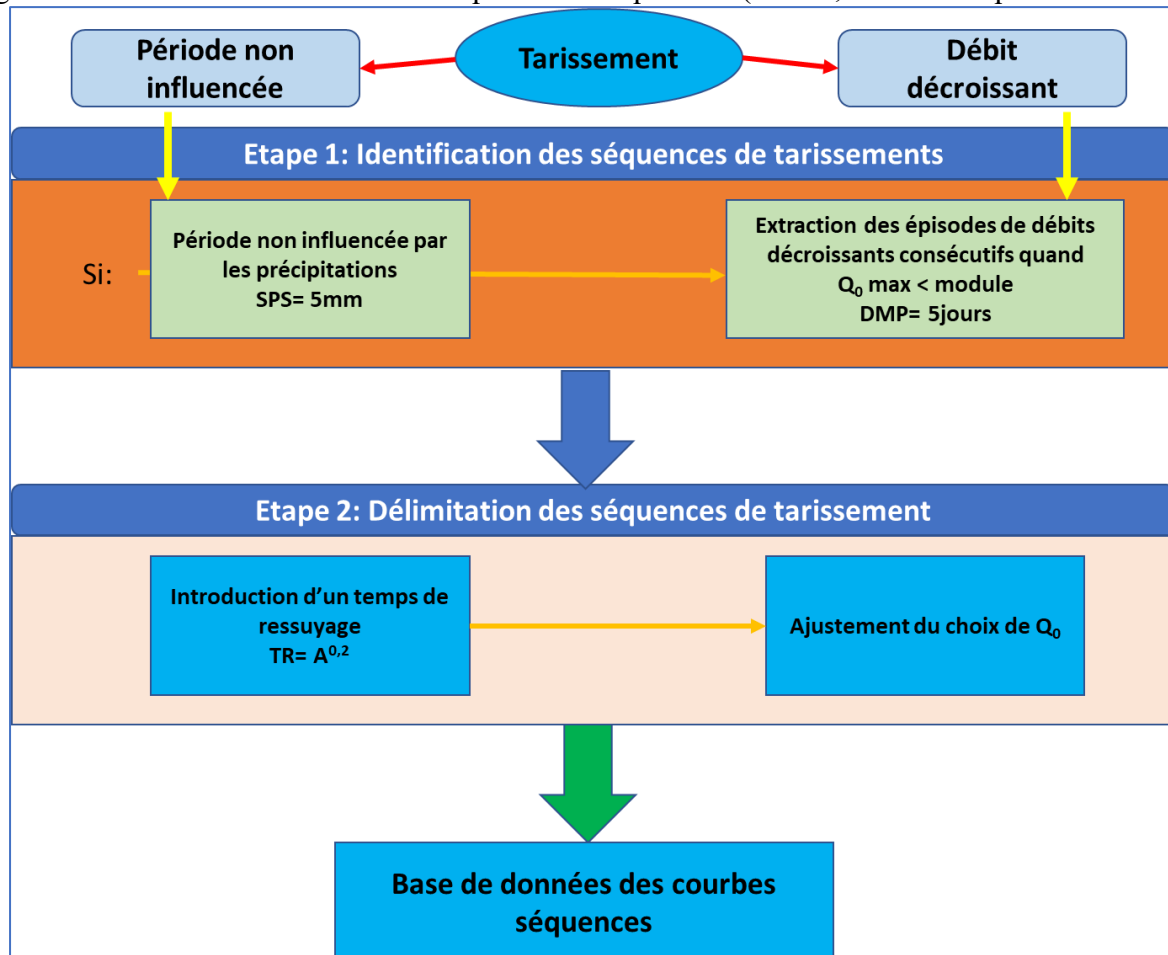 Période non
influencée
Tarissement
Débit
décroissant
Etape 1: Identification des séquences de tarissements
Si:
Période non influencée par
les précipitations
SPS= 5mm
Extraction des épisodes de débits
décroissants consécutifs quand
Q₀ max < module
DMP= 5jours
Etape 2: Délimitation des séquences de tarissement
Introduction d’un temps de
ressuyage
TR= A⁰,²
Ajustement du choix de Q₀
Base de données des courbes
séquences